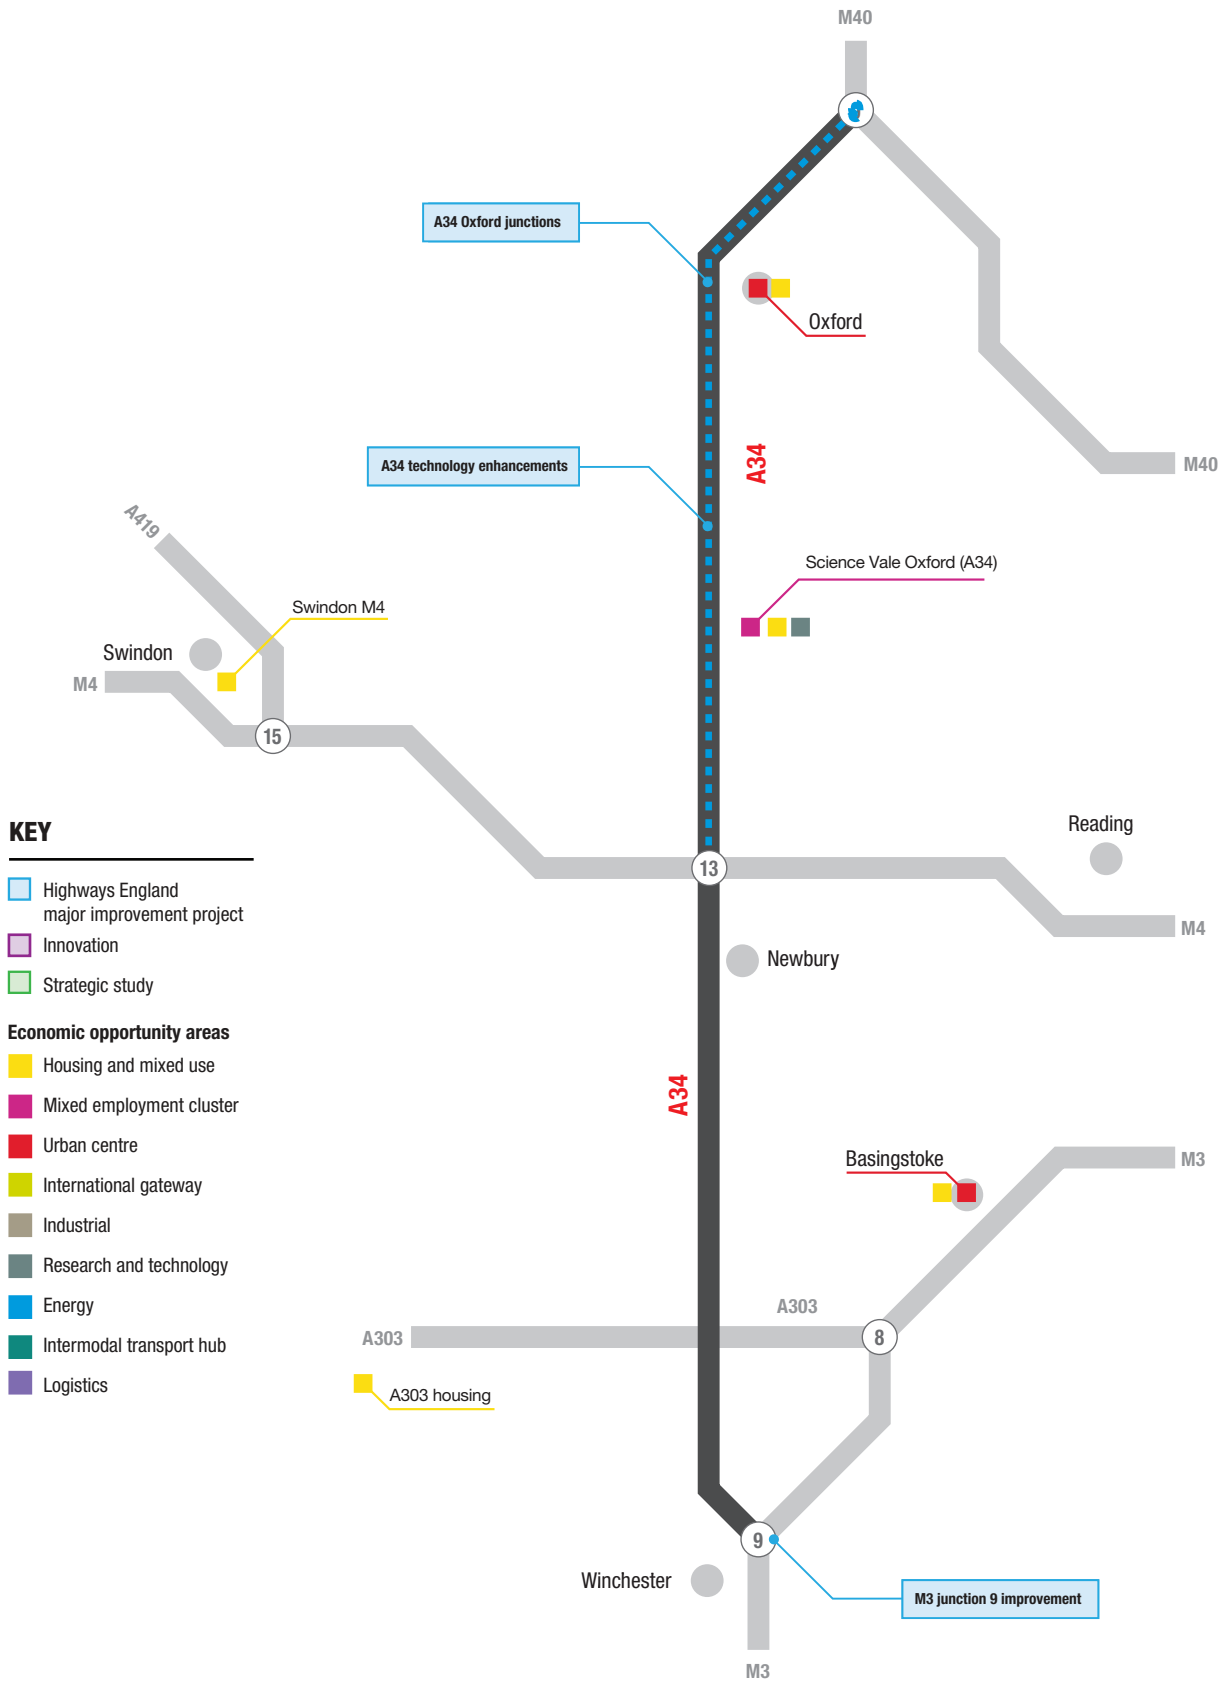 M40
A34 Oxford junctions
Oxford
A34
A34 technology enhancements
M40
A419
Science Vale Oxford (A34)
Swindon M4
Swindon
M4
15
KEY
Highways England
major improvement project
Innovation
Strategic study
Economic opportunity areas
Housing and mixed use
Mixed employment cluster
Urban centre
International gateway
Industrial
Research and technology
Energy
Intermodal transport hub
Logistics
Reading
13
M4
Newbury
A34
Basingstoke
M3
A303
A303
8
A303 housing
9
Winchester
M3 junction 9 improvement
M3